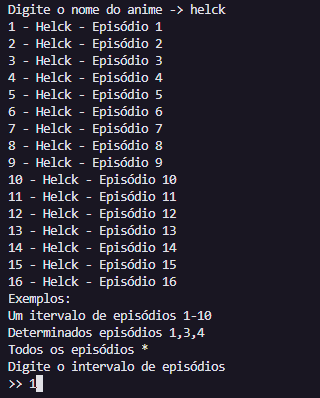 Digite o nome do anime -> helck
1 - Helck - Episódio 1
2 - Helck - Episódio 2
3 - Helck - Episódio 3
4 - Helck - Episódio 4
5 - Helck - Episódio 5
6 - Helck - Episódio 6
7 - Helck - Episódio 7
8 - Helck - Episódio 8
9 - Helck - Episódio 9
10 - Helck - Episódio 10
11 - Helck - Episódio 11
12 - Helck - Episódio 12
13 - Helck - Episódio 13
14 - Helck - Episódio 14
15 - Helck - Episódio 15
16 - Helck - Episódio 16
Exemplos:
Um itervalo de episódios 1-10
Determinados episódios 1,3,4
Todos os episódios *
Digite o intervalo de episódios
>> 1